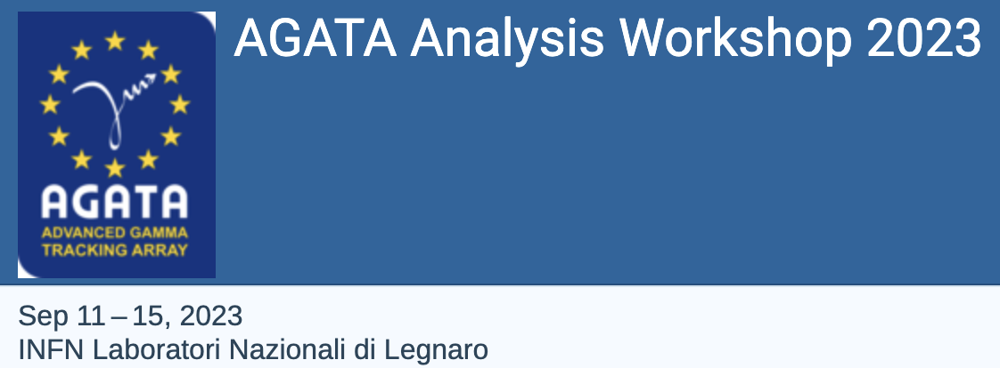 AGATA Analysis Workshop 2023
AGATA
ADVANCED GAMMA
TRACKING ARRAY
Sep 11 – 15, 2023
INFN Laboratori Nazionali di Legnaro